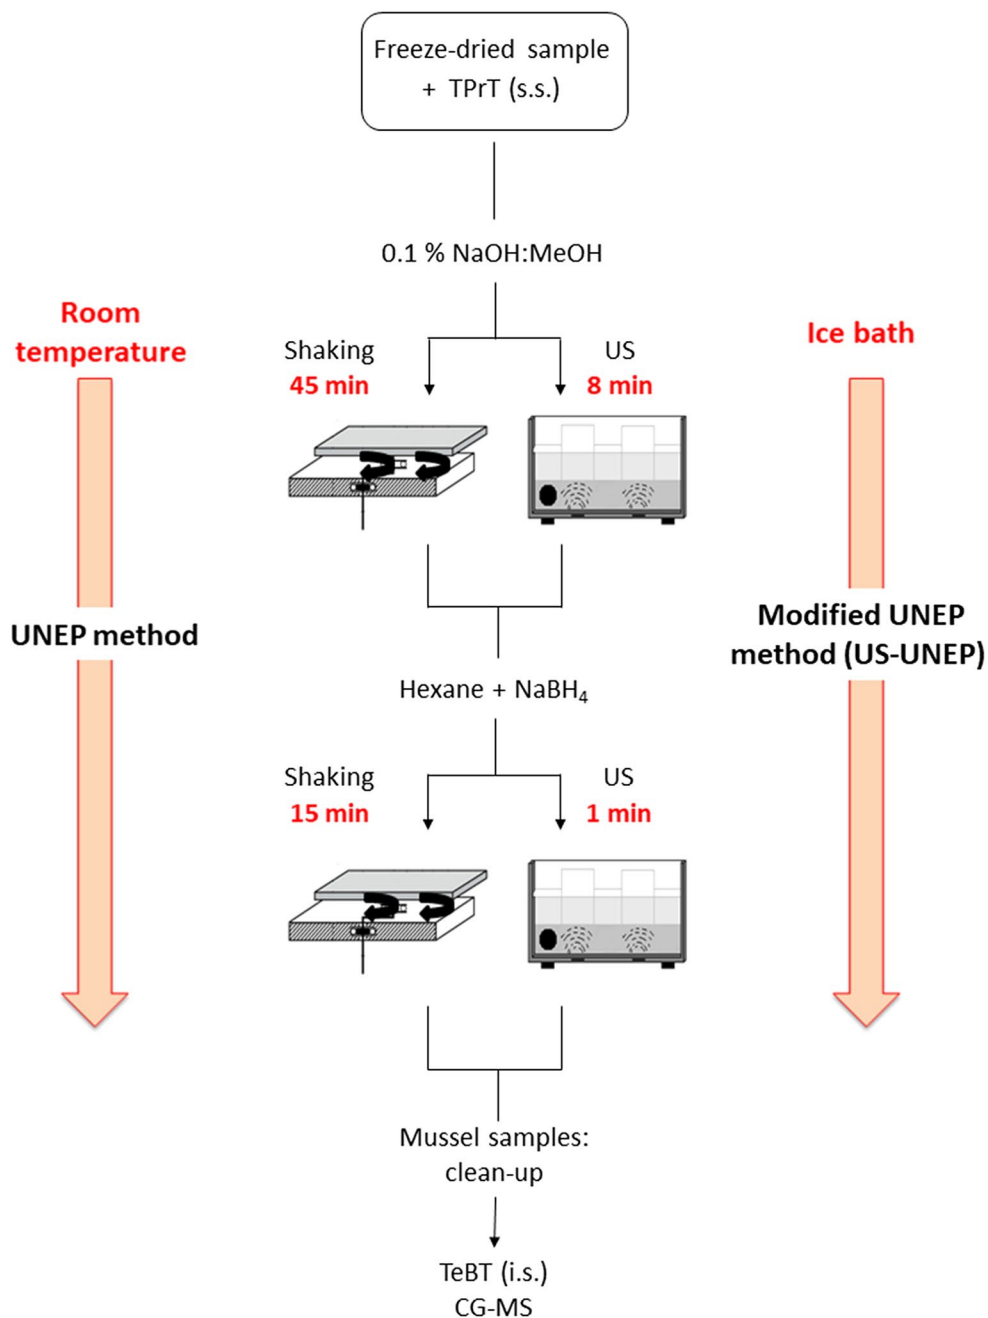 Freeze-dried sample
+ TPrT (s.s.)
0.1 % NaOH:MeOH
Room
temperature
Ice bath
Shaking
45 min
US
8 min
UNEP method
Modified UNEP
method (US-UNEP)
Hexane + NaBH₄
Shaking
15 min
US
1 min
Mussel samples:
clean-up
TeBT (i.s.)
CG-MS